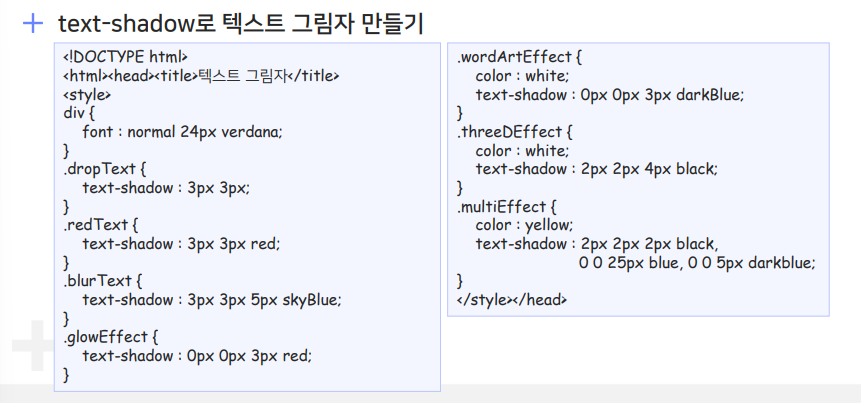 text-shadow로 텍스트 그림자 만들기
<!DOCTYPE html>
<html><head><title>텍스트 그림자</title>
<style>
div {
font : normal 24px verdana;
}
.dropText {
text-shadow : 3px 3px;
}
.redText {
text-shadow : 3px 3px red;
}
.blurText {
text-shadow : 3px 3px 5px skyBlue;
}
.glowEffect {
text-shadow : 0px 0px 3px red;
}
.wordArtEffect {
color : white;
text-shadow : 0px 0px 3px darkBlue;
}
.threeDEffect {
color : white;
text-shadow : 2px 2px 4px black;
}
.multiEffect {
color : yellow;
text-shadow : 2px 2px 2px black,
0 0 25px blue, 0 0 5px darkblue;
}
</style></head>